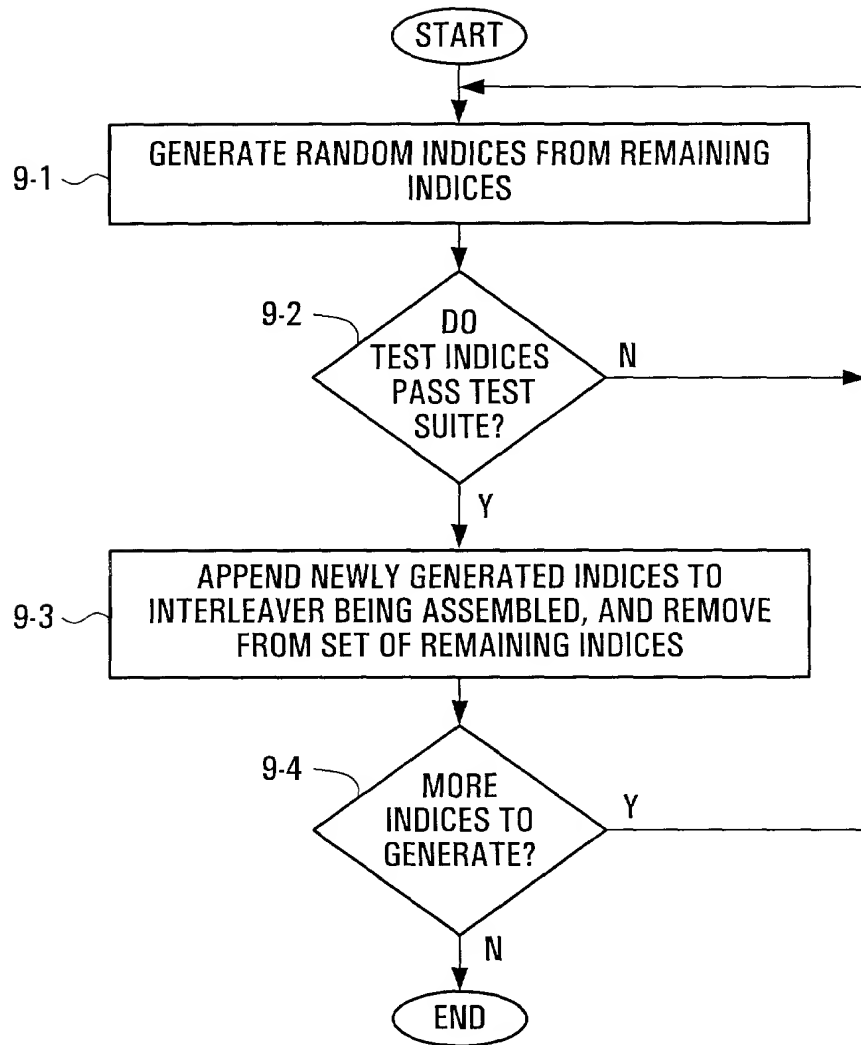 START
GENERATE RANDOM INDICES FROM REMAINING
INDICES
9-1
9-2
DO
TEST INDICES
PASS TEST
SUITE?
N
Y
APPEND NEWLY GENERATED INDICES TO
INTERLEAVER BEING ASSEMBLED, AND REMOVE
FROM SET OF REMAINING INDICES
9-3
9-4
MORE
INDICES TO
GENERATE?
Y
N
END